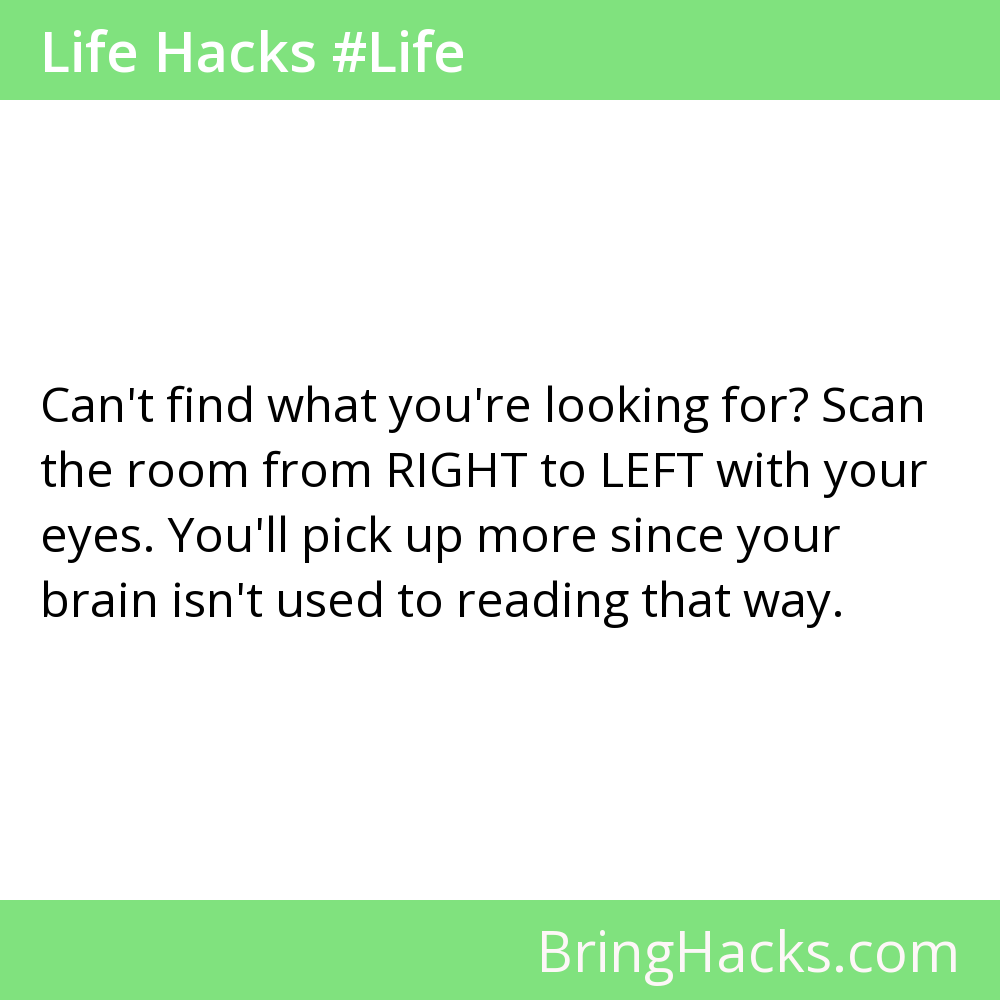 Life Hacks #Life
Can't find what you're looking for? Scan
the room from RIGHT to LEFT with your
eyes. You'll pick up more since your
brain isn't used to reading that way.
BringHacks.com